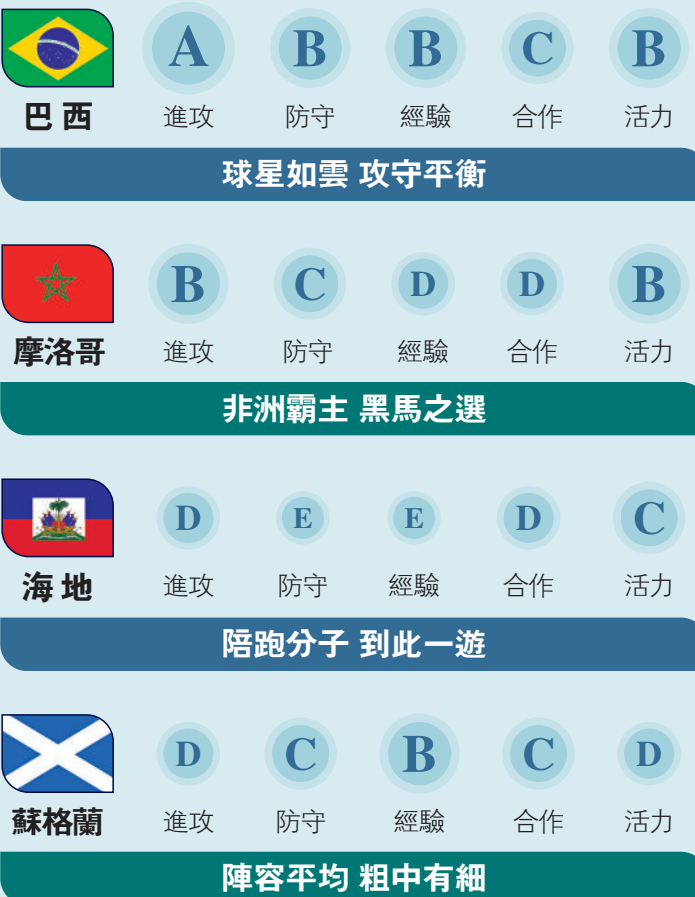 A B B C B
巴西 進攻 防守 經驗 合作 活力
球星如雲 攻守平衡
B C D D B
摩洛哥 進攻 防守 經驗 合作 活力
非洲霸主 黑馬之選
D E E D C
海地 進攻 防守 經驗 合作 活力
陪跑分子 到此一遊
D C B C D
蘇格蘭 進攻 防守 經驗 合作 活力
陣容平均 粗中有細